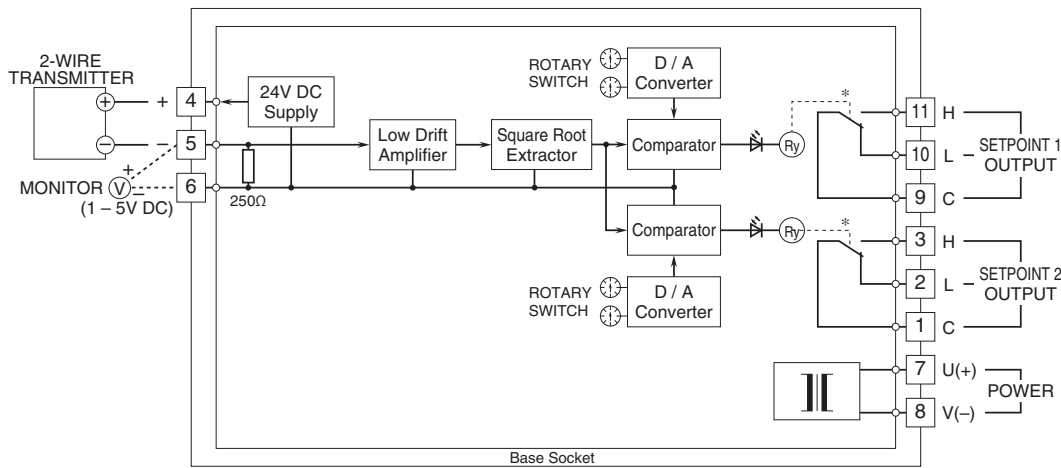 2-WIRE
TRANSMITTER
+
−
+
−
4
5
6
+
−
MONITOR
V
(1 – 5V DC)
24V DC
Supply
250Ω
Low Drift
Amplifier
Square Root
Extractor
ROTARY
SWITCH
D / A
Converter
Comparator
Ry
*
11
H
10
L
9
C
SETPOINT 1
OUTPUT
Comparator
Ry
*
3
H
2
L
1
C
SETPOINT 2
OUTPUT
ROTARY
SWITCH
D / A
Converter
7
U(+)
8
V(–)
POWER
Base Socket